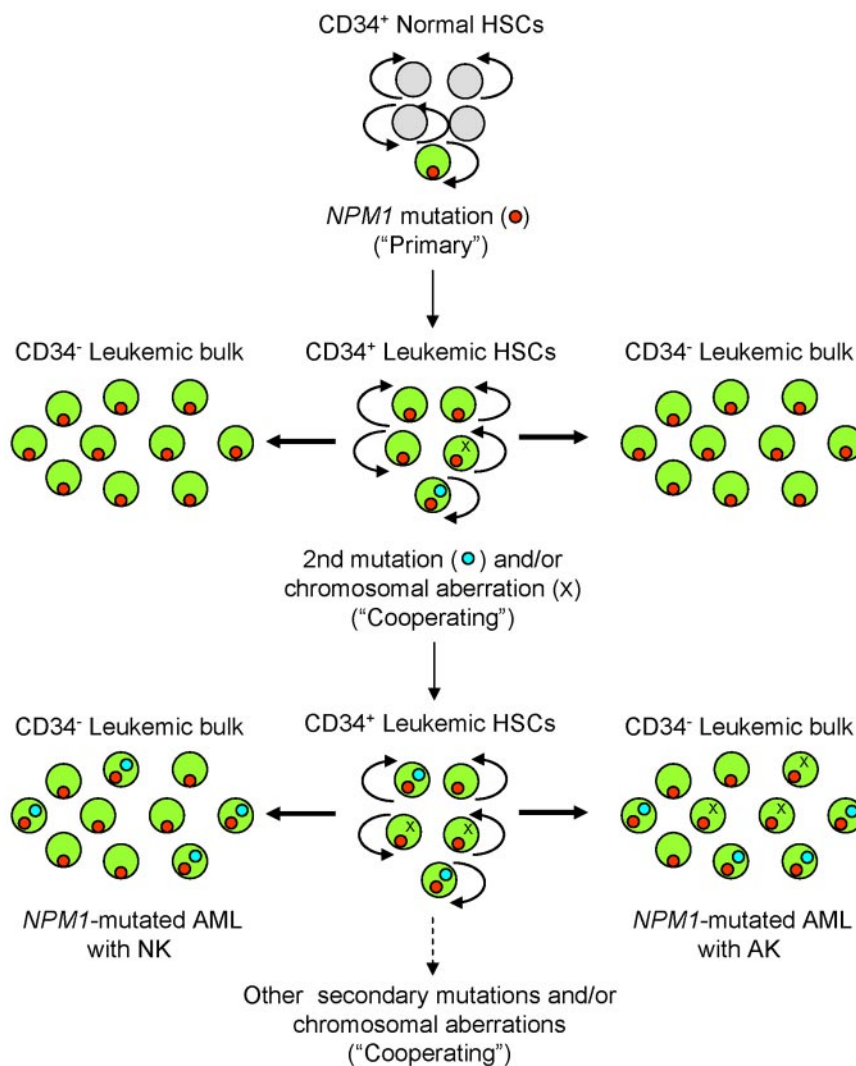 CD34+ Normal HSCs
NPM1 mutation ( )
("Primary")
CD34- Leukemic bulk
CD34+ Leukemic HSCs
CD34- Leukemic bulk
x
2nd mutation ( ) and/or
chromosomal aberration (x)
("Cooperating")
CD34- Leukemic bulk
CD34+ Leukemic HSCs
CD34- Leukemic bulk
x
x x
x x
NPM1-mutated AML
with NK
NPM1-mutated AML
with AK
Other secondary mutations and/or
chromosomal aberrations
("Cooperating")